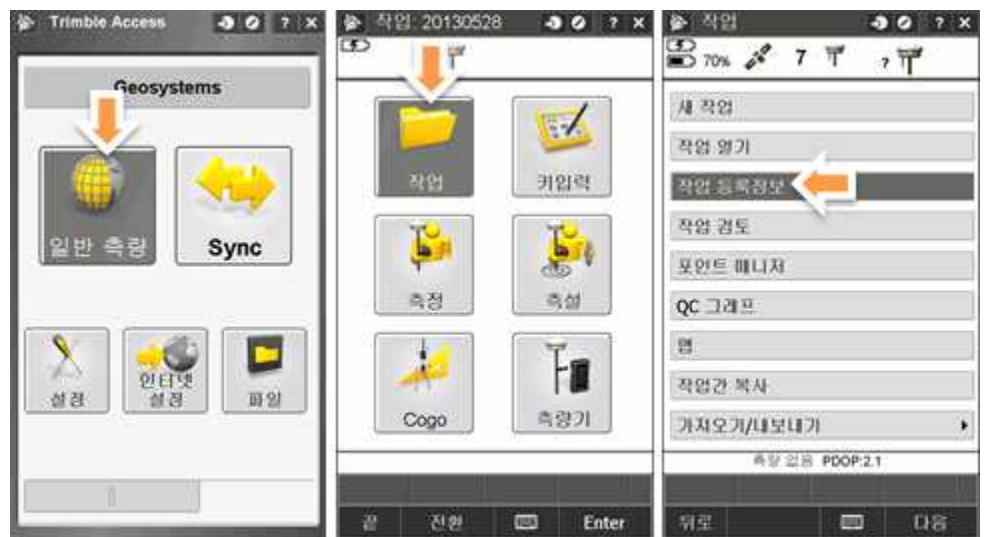 Trimble Access
? X
Geosystems
일반 측량
Sync
설정
인터넷
설정
파일
작업: 20130528
? X
작업
키입력
측정
측설
Cogo
측량기
끝
전환
Enter
작업
? X
70%
7
?
새 작업
작업 열기
작업 등록정보
작업 검토
포인트 매니저
QC 그래프
맵
작업간 복사
가져오기/내보내기
측량 없음 PDOP:2.1
뒤로
다음